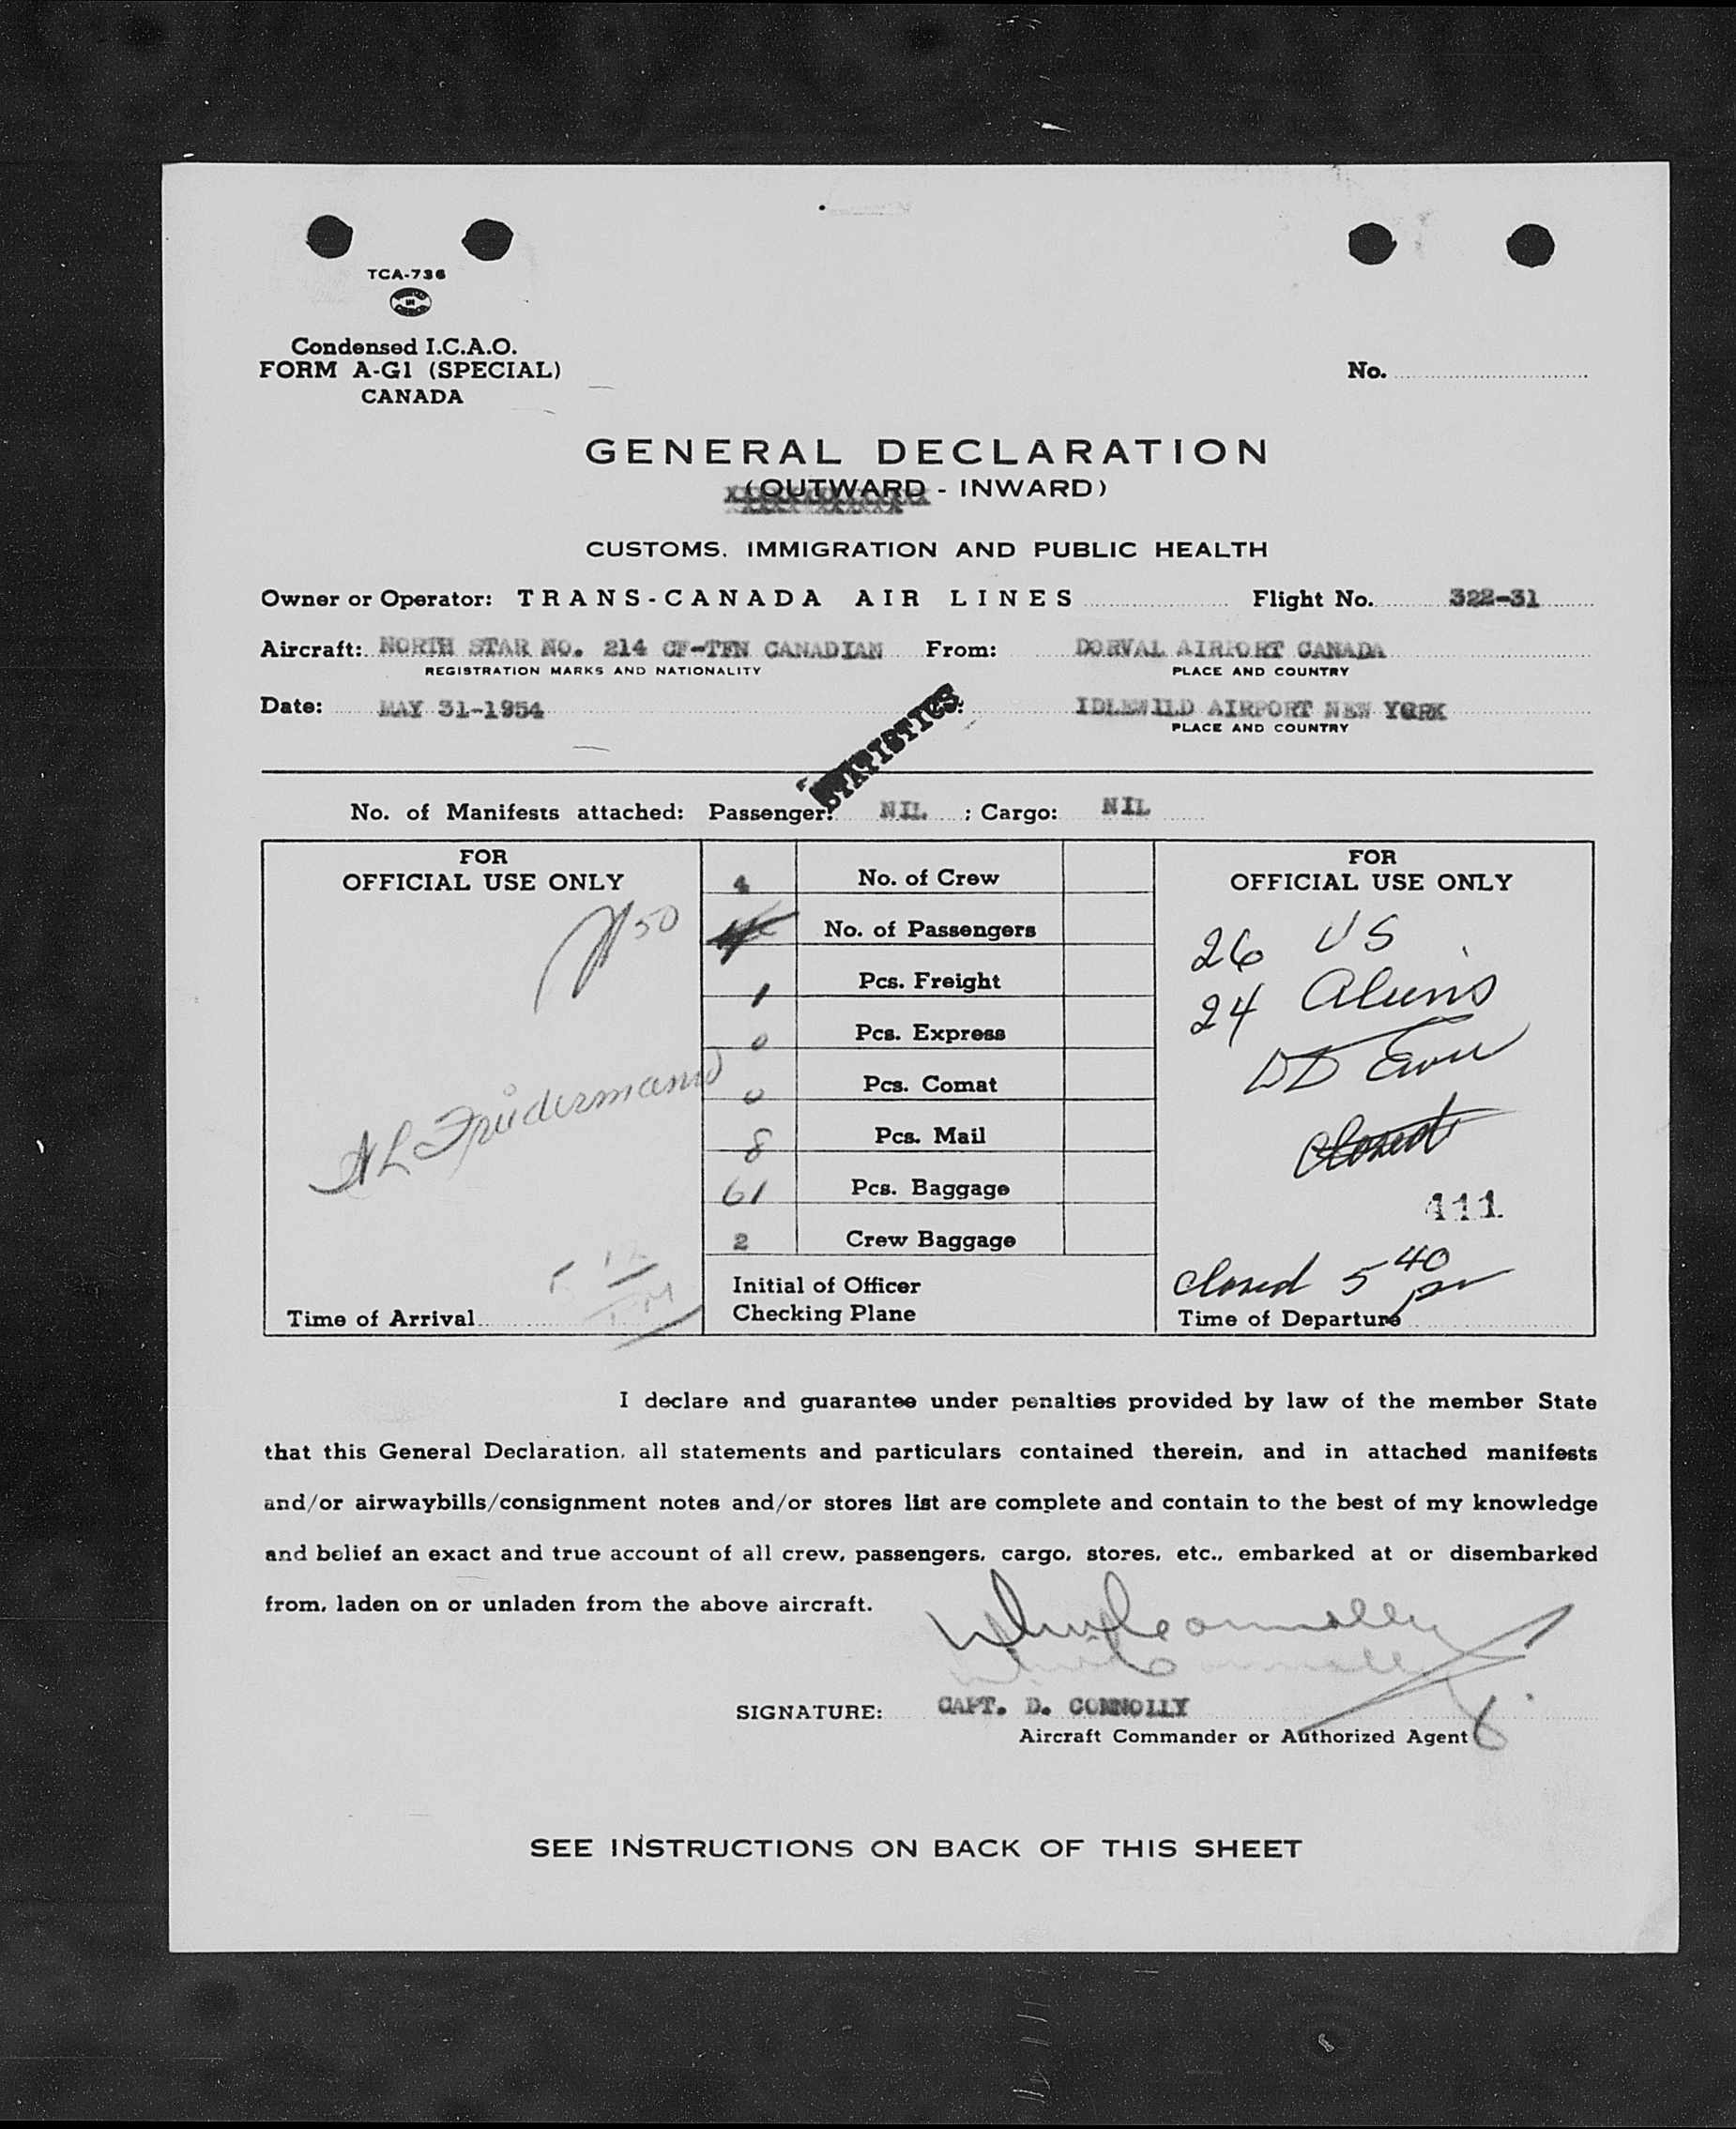 TCA-736
Condensed I.C.A.O.
FORM A-G1 (SPECIAL)
CANADA
No.
GENERAL DECLARATION
(OUTWARD - INWARD)
CUSTOMS, IMMIGRATION AND PUBLIC HEALTH
Owner or Operator: TRANS-CANADA AIR LINES Flight No. 322-31
Aircraft: NORTH STAR NO. 214 CF-TFN CANADIAN From: DORVAL AIRPORT CANADA
REGISTRATION MARKS AND NATIONALITY PLACE AND COUNTRY
Date: MAY 31-1954 IDLEWILD AIRPORT NEW YORK
PLACE AND COUNTRY
STATISTICS
No. of Manifests attached: Passenger: NIL ; Cargo: NIL
FOR
OFFICIAL USE ONLY
50
Time of Arrival
4 No. of Crew
No. of Passengers
1 Pcs. Freight
0 Pcs. Express
0 Pcs. Comat
8 Pcs. Mail
61 Pcs. Baggage
2 Crew Baggage
Initial of Officer
Checking Plane
FOR
OFFICIAL USE ONLY
26 US
24 Aliens
Closed
111
closed 5 40 pm
Time of Departure
I declare and guarantee under penalties provided by law of the member State
that this General Declaration, all statements and particulars contained therein, and in attached manifests
and/or airwaybills/consignment notes and/or stores list are complete and contain to the best of my knowledge
and belief an exact and true account of all crew, passengers, cargo, stores, etc., embarked at or disembarked
from, laden on or unladen from the above aircraft.
SIGNATURE: CAPT. D. CONNOLLY
Aircraft Commander or Authorized Agent
SEE INSTRUCTIONS ON BACK OF THIS SHEET